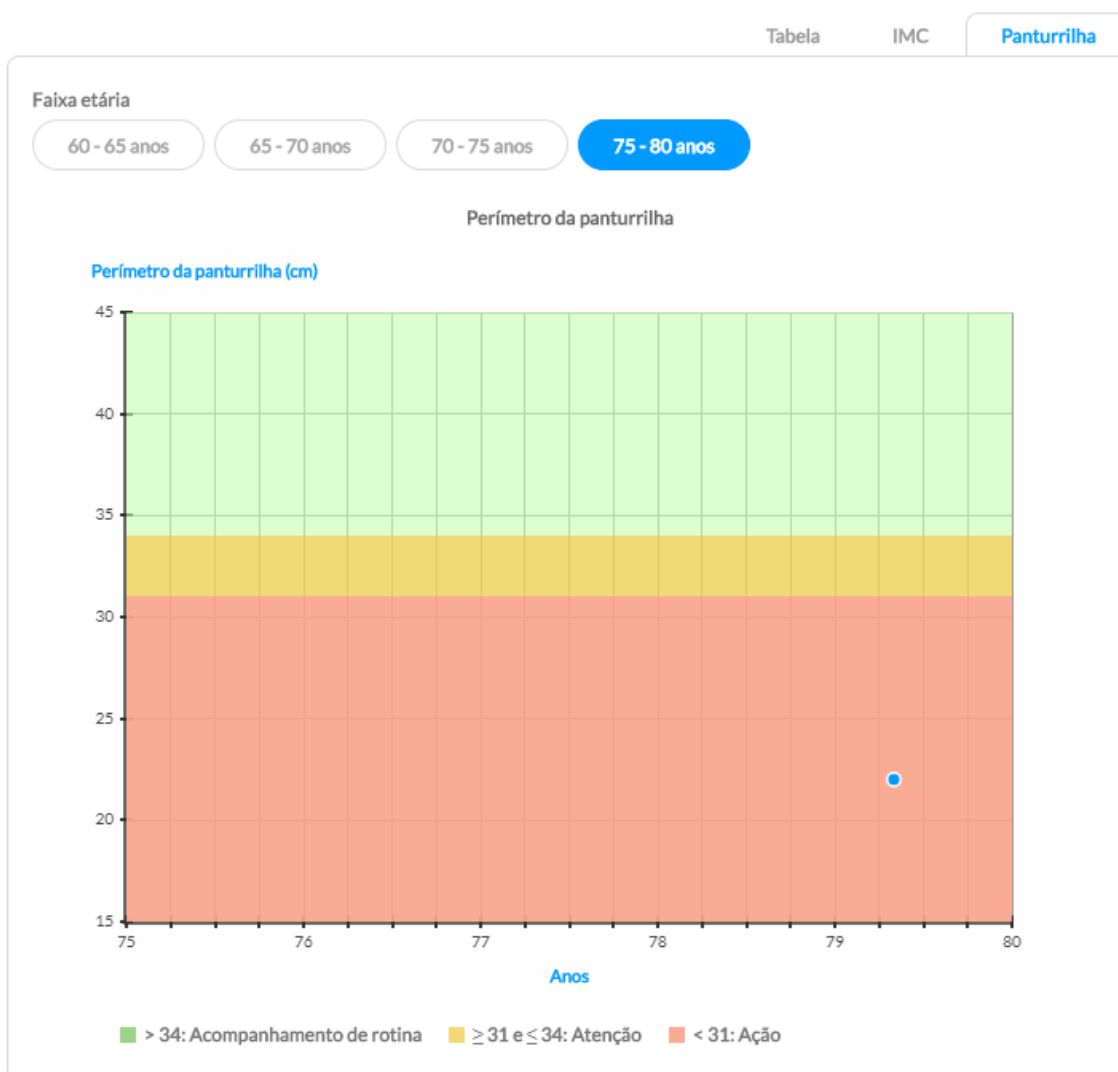 Tabela IMC Panturrilha
Faixa etária
60 - 65 anos 65 - 70 anos 70 - 75 anos 75 - 80 anos
Perímetro da panturrilha
Perímetro da panturrilha (cm)
45
40
35
30
25
20
15
75 76 77 78 79 80
Anos
> 34: Acompanhamento de rotina ≥ 31 e ≤ 34: Atenção < 31: Ação